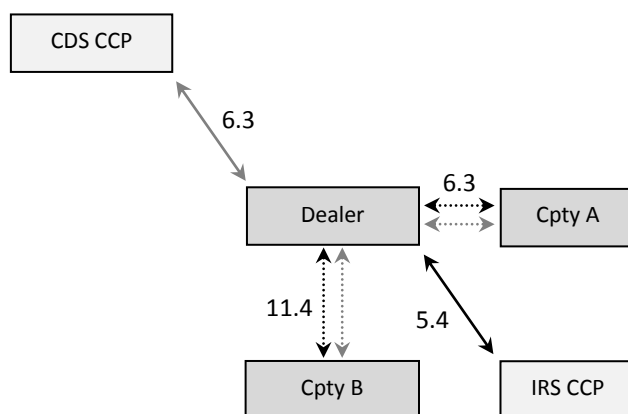 CDS CCP
6.3
6.3
Dealer
Cpty A
11.4
5.4
Cpty B
IRS CCP